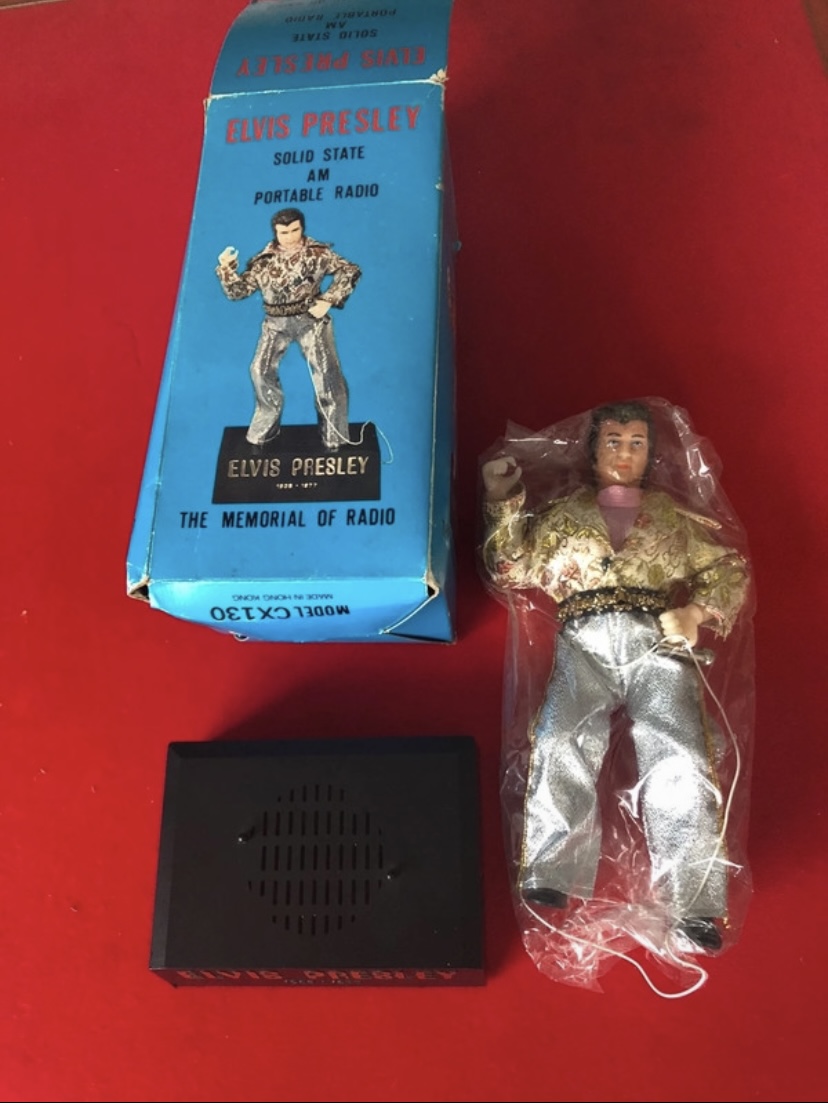 PORTABLE RADIO
AM
SOLID STATE
ELVIS PRESLEY
ELVIS PRESLEY
SOLID STATE
AM
PORTABLE RADIO
ELVIS PRESLEY
1935 - 1977
THE MEMORIAL OF RADIO
MODEL CX130
MADE IN HONG KONG
ELVIS PRESLEY